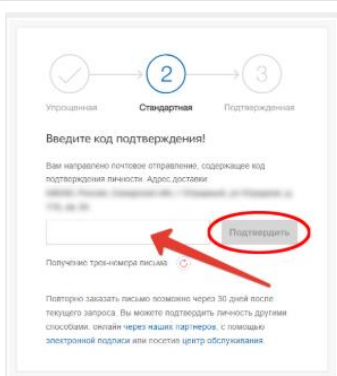 2
3
Упрощенная
Стандартная
Подтвержденная
Введите код подтверждения!
Вам направлено почтовое отправление, содержащее код
подтверждения личности. Адрес доставки:
Подтвердить
Получение трек-номера письма
Повторно заказать письмо возможно через 30 дней после
текущего запроса. Вы можете подтвердить личность другими
способами: онлайн через наших партнеров, с помощью
электронной подписи или посетив центр обслуживания.